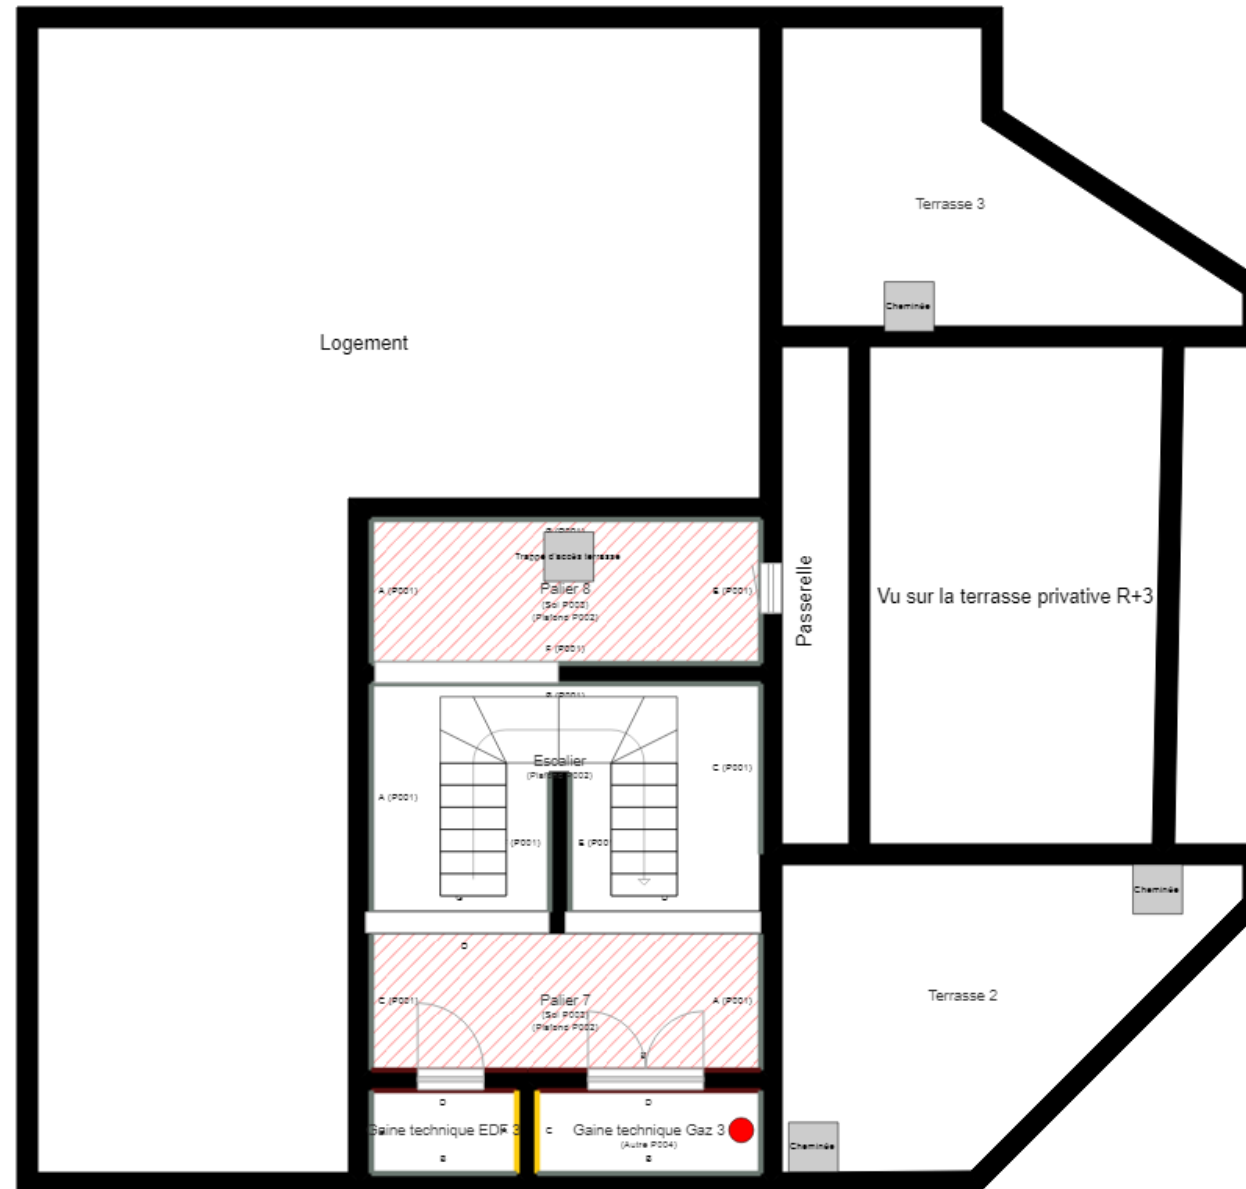 Terrasse 3
Cheminée
Logement
Trappe d'accès terrasse
A (P001)
Palier 8
E (P001)
(Sol P003)
(Plafond P002)
F (P001)
Passerelle
Vu sur la terrasse privative R+3
Escalier
(Plafond P002)
C (P001)
A (P001)
(P001)
Cheminée
D
C (P001)
Palier 7
A (P001)
(Sol P003)
(Plafond P002)
Terrasse 2
B
D
D
Gaine technique EDF 3
C
Gaine technique Gaz 3
(Autre P004)
B
B
Cheminée